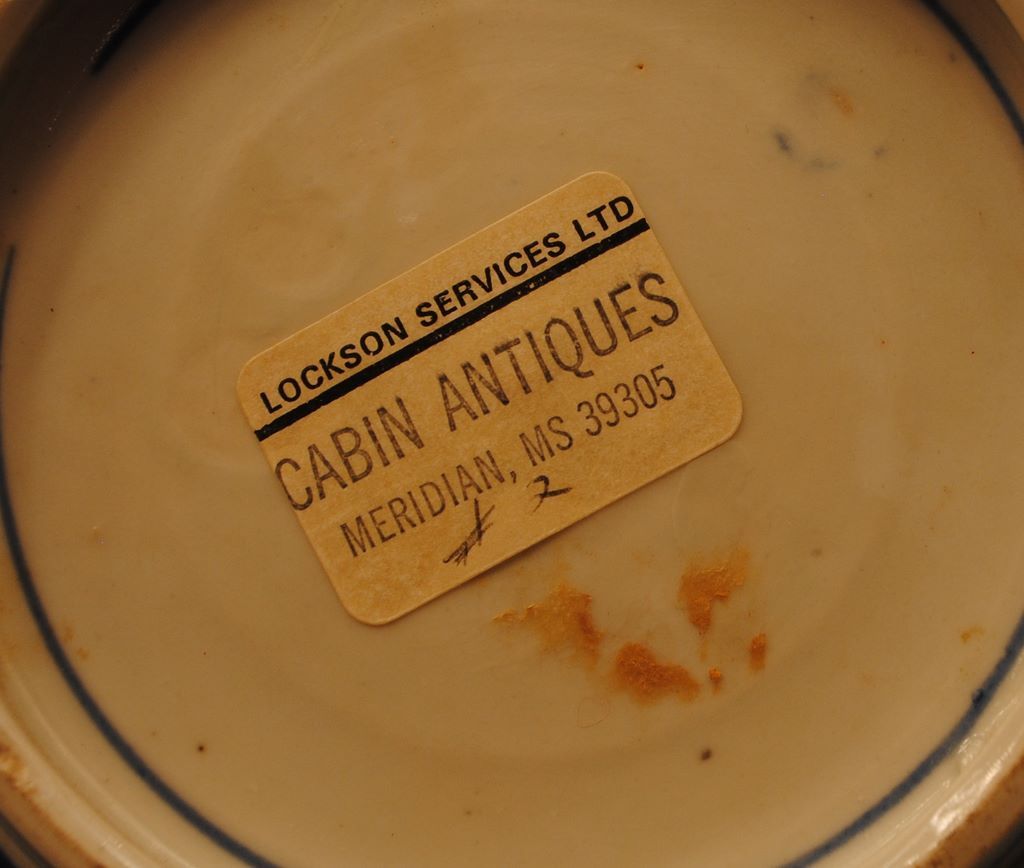 LOCKSON SERVICES LTD
CABIN ANTIQUES
MERIDIAN, MS 39305
# 2